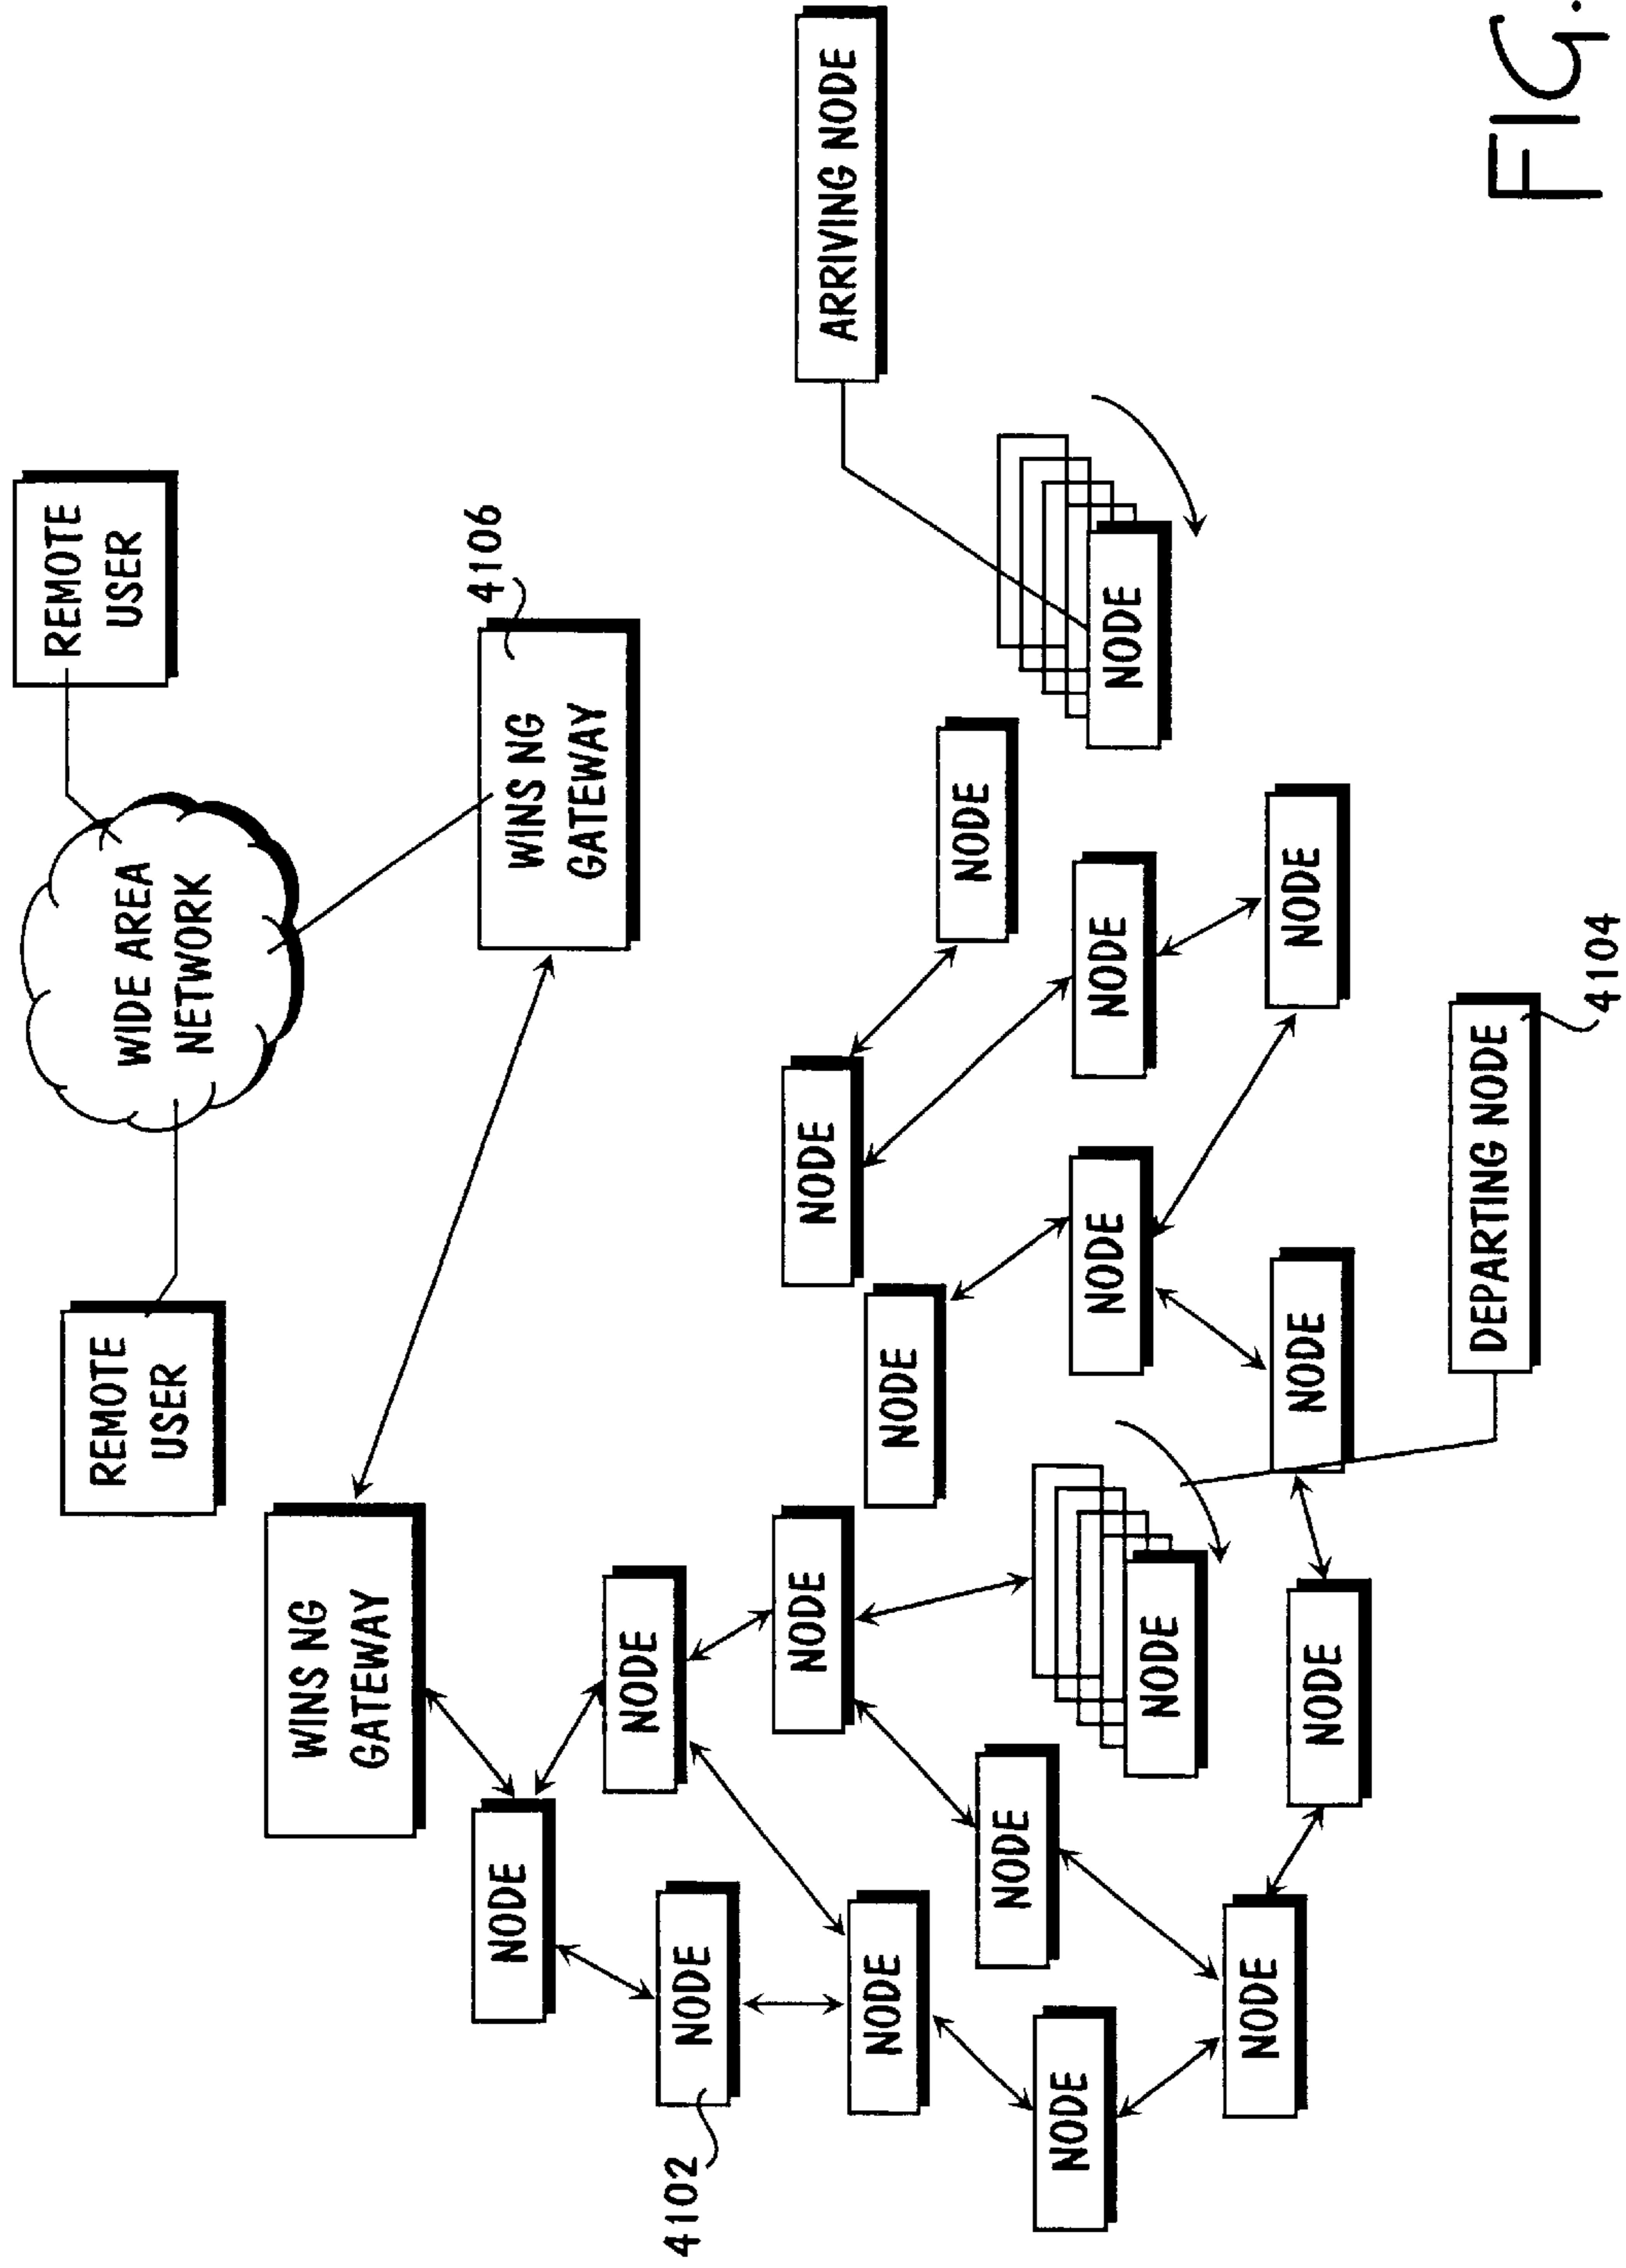 REMOTE
USER
REMOTE
USER
WIDE AREA
NETWORK
WINS NG
GATEWAY
4106
WINS NG
GATEWAY
NODE
NODE
4102
NODE
NODE
NODE
ARRIVING NODE
NODE
NODE
NODE
NODE
NODE
NODE
NODE
NODE
NODE
NODE
NODE
NODE
NODE
DEPARTING NODE
4104
FIG.